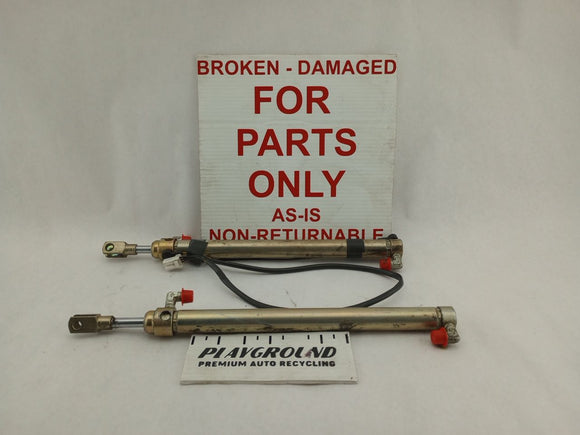 BROKEN - DAMAGED
FOR
PARTS
ONLY
AS-IS
NON-RETURNABLE
PLAYGROUND
PREMIUM AUTO RECYCLING